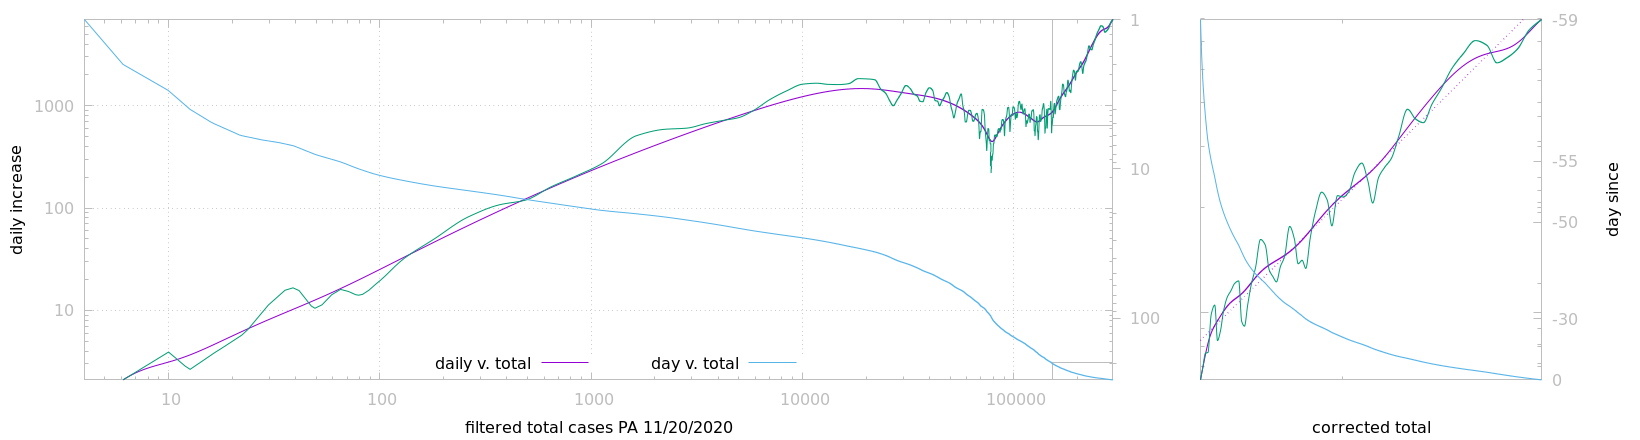 1
-59
1000
daily increase
10
-55
-50
day since
100
10
100
-30
daily v. total
day v. total
0
10
100
1000
10000
100000
filtered total cases PA 11/20/2020
corrected total